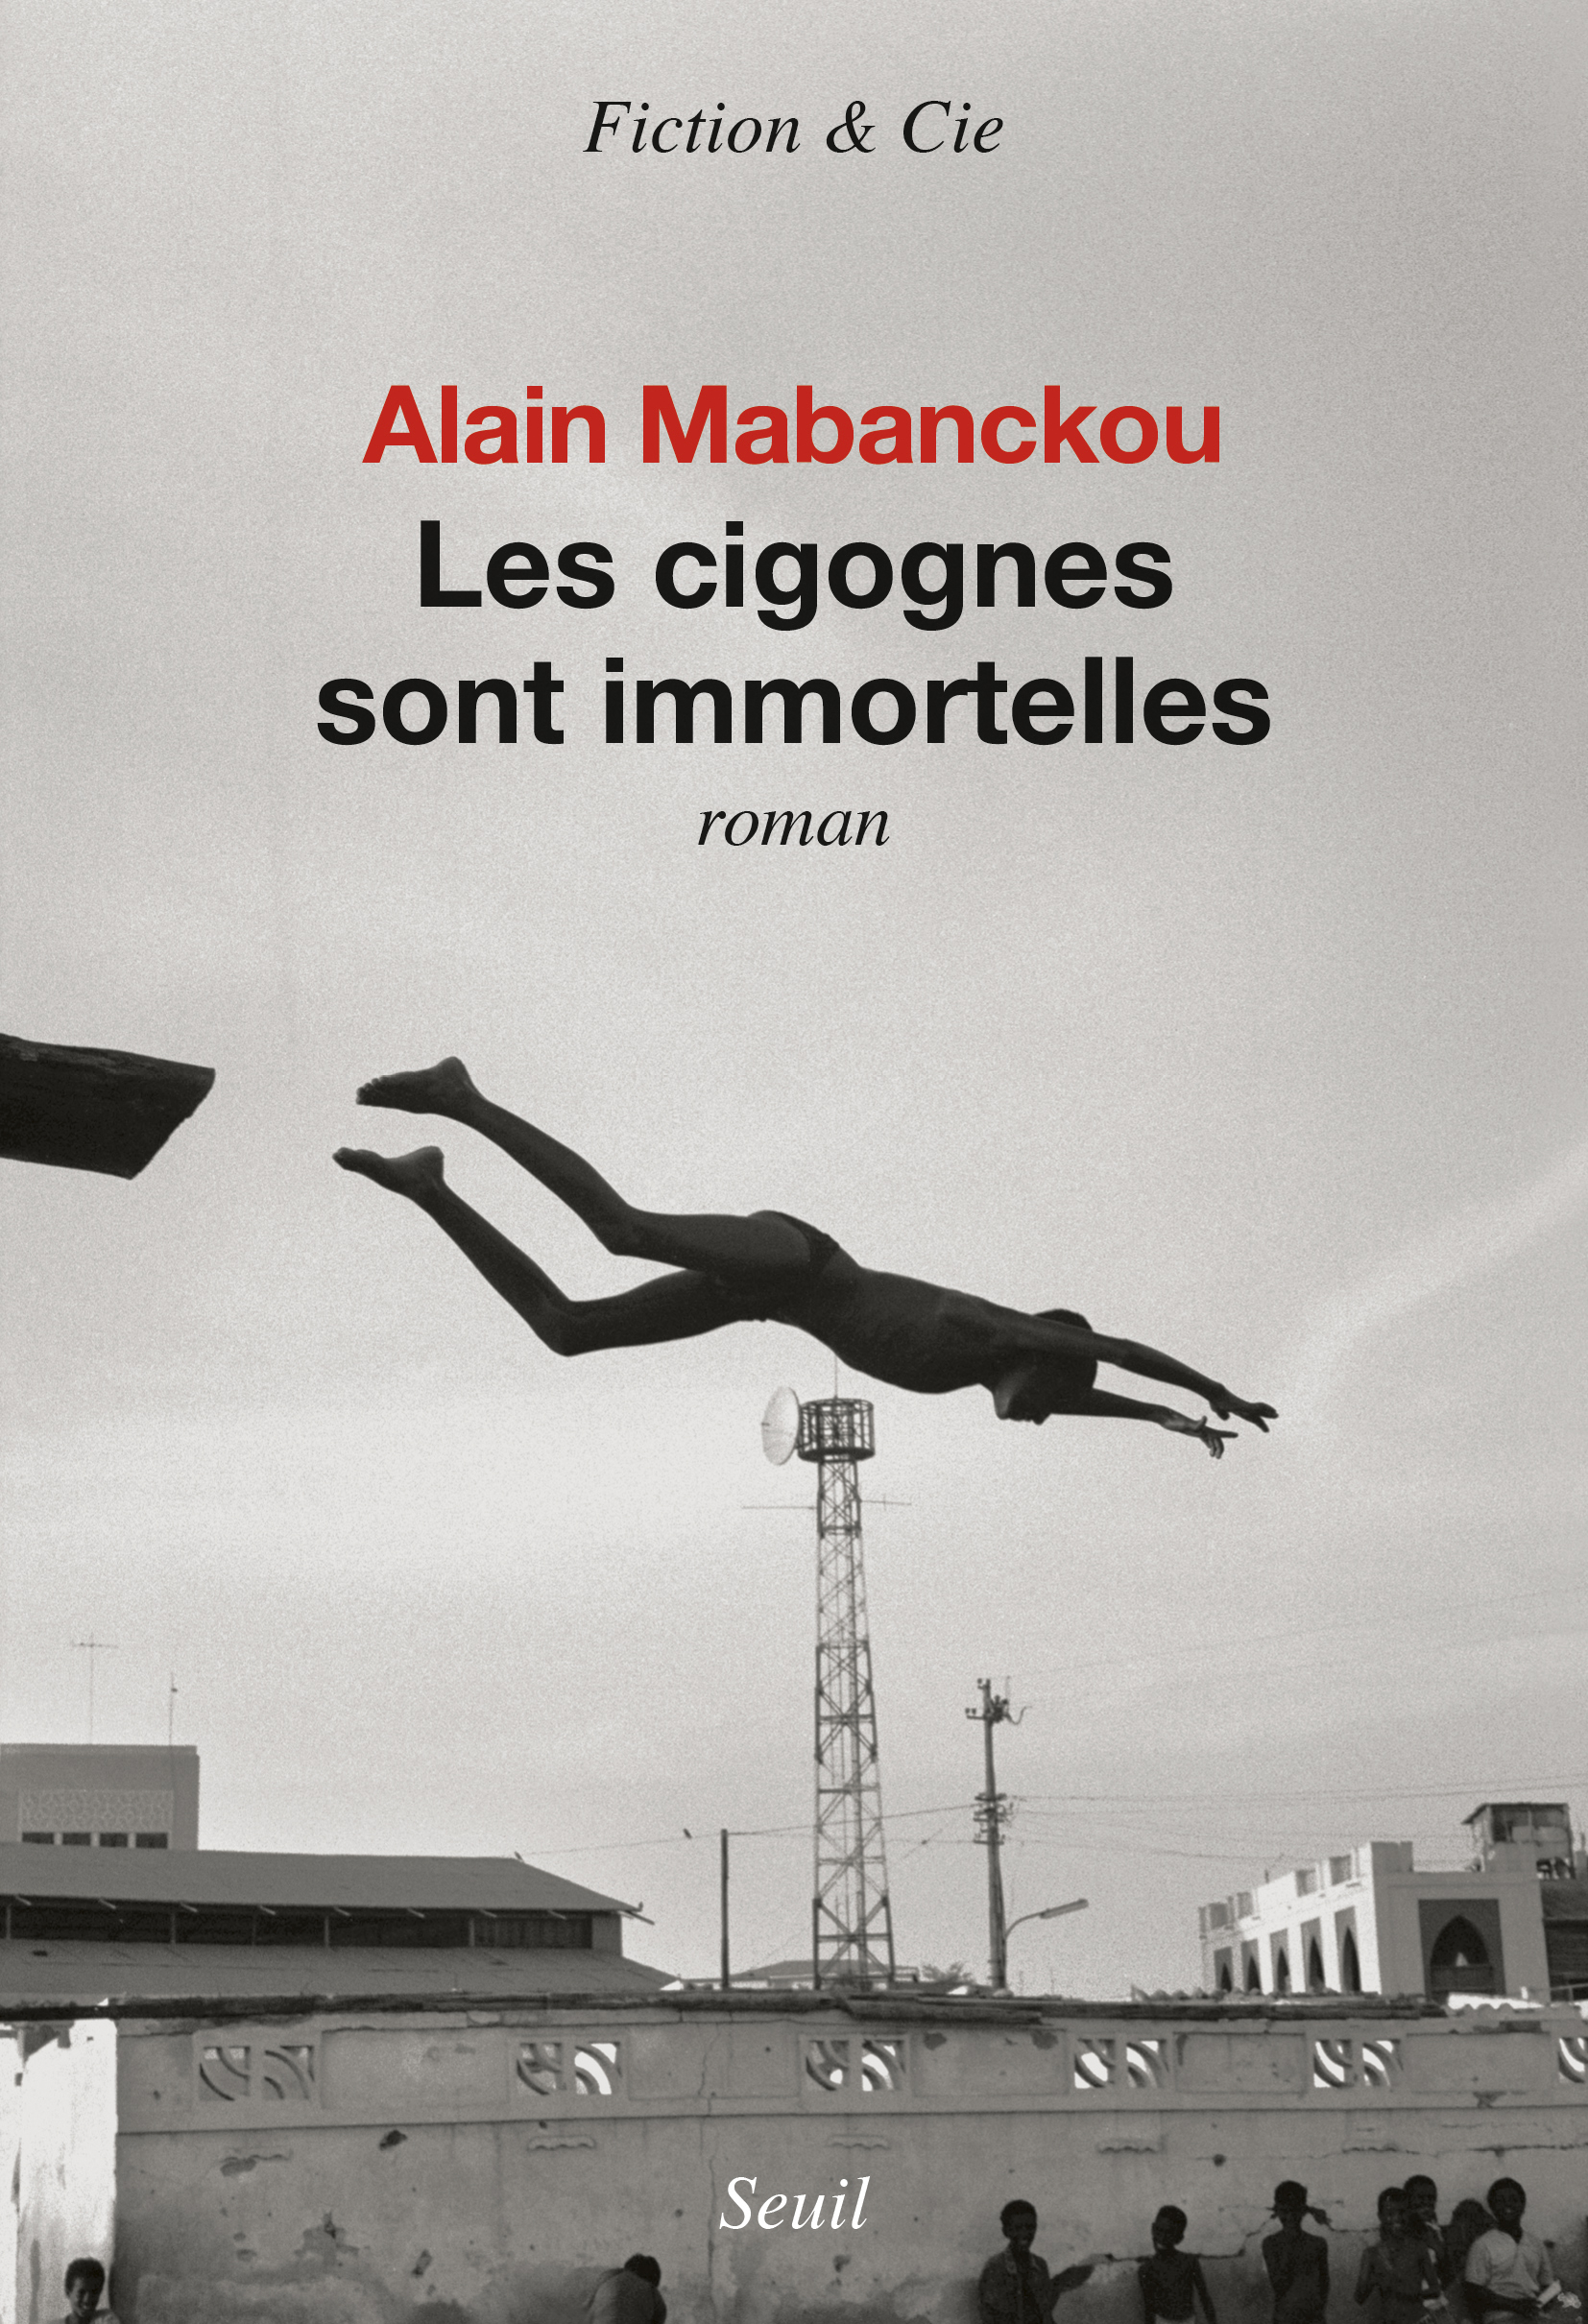 Fiction & Cie
Alain Mabanckou
Les cigognes
sont immortelles
roman
Seuil